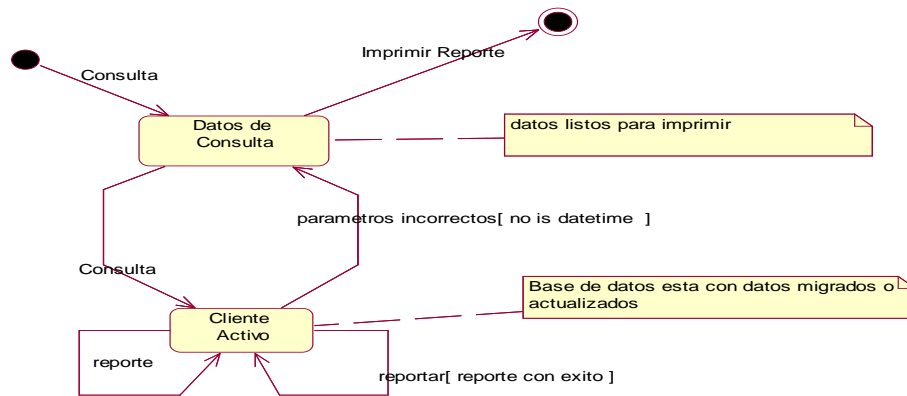 Imprimir Reporte
Consulta
Datos de
Consulta
datos listos para imprimir
parametros incorrectos[ no is datetime ]
Consulta
Base de datos esta con datos migrados o
actualizados
Cliente
Activo
reporte
reportar[ reporte con exito ]